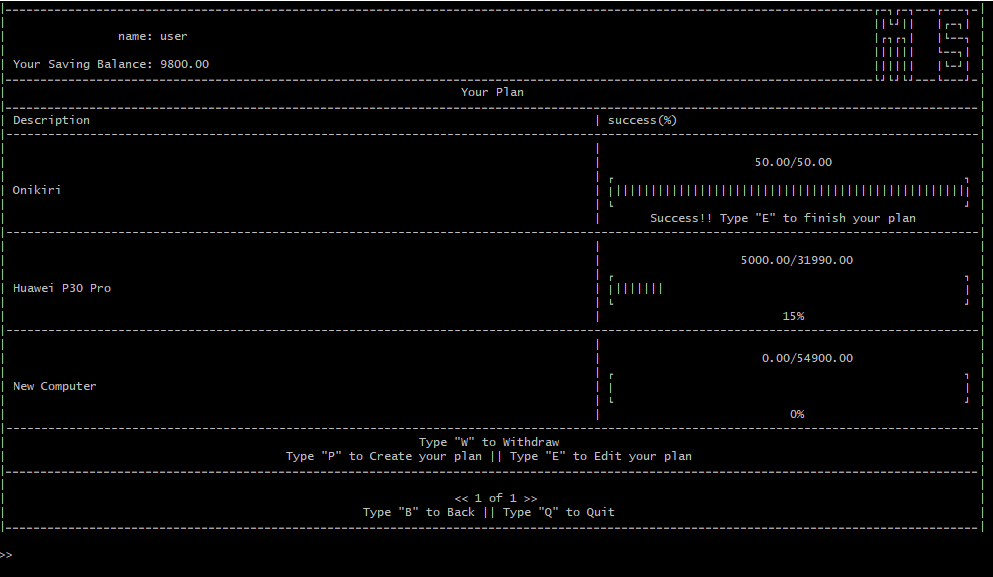 name: user
Your Saving Balance: 9800.00
Your Plan
Description | success(%)
50.00/50.00
Onikiri
Success!! Type "E" to finish your plan
5000.00/31990.00
Huawei P30 Pro
15%
0.00/54900.00
New Computer
0%
Type "W" to Withdraw
Type "P" to Create your plan || Type "E" to Edit your plan
<< 1 of 1 >>
Type "B" to Back || Type "Q" to Quit
>>